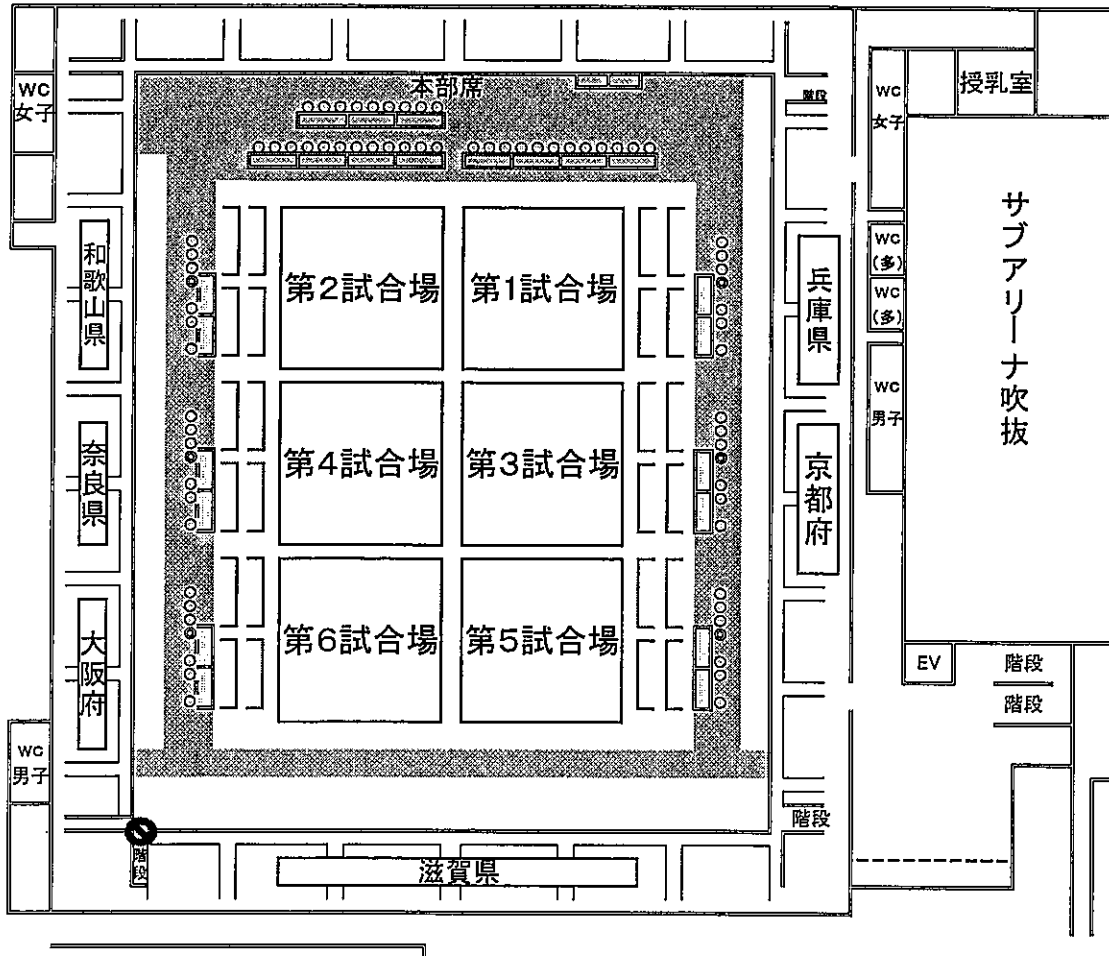 本部席
階段
WC
女子
WC
女子
授乳室
サブアリーナ吹抜
和歌山県
第2試合場
第1試合場
兵庫県
WC
(多)
WC
(多)
WC
男子
奈良県
第4試合場
第3試合場
京都府
大阪府
第6試合場
第5試合場
EV
階段
階段
WC
男子
階段
階段
滋賀県